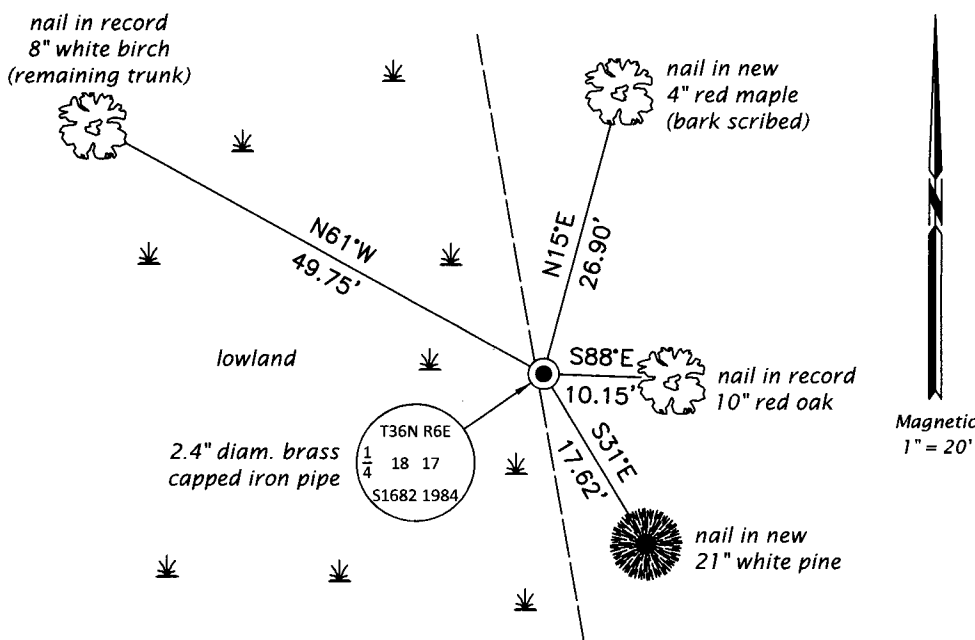 nail in record
8" white birch
(remaining trunk)
nail in new
4" red maple
(bark scribed)
N61°W
49.75'
N15°E
26.90'
N
lowland
S88°E
10.15'
nail in record
10" red oak
Magnetic
1" = 20'
2.4" diam. brass
capped iron pipe
T36N R6E
1/4 18 17
S1682 1984
S31°E
17.62'
nail in new
21" white pine